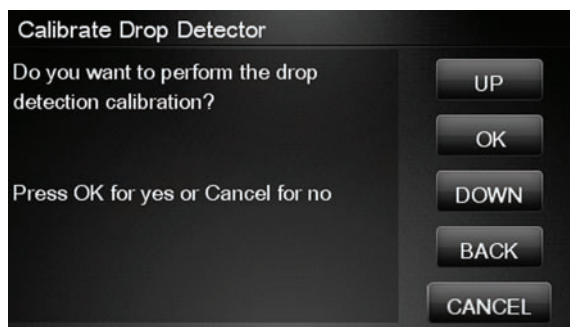 Calibrate Drop Detector
Do you want to perform the drop
detection calibration?
Press OK for yes or Cancel for no
UP
OK
DOWN
BACK
CANCEL